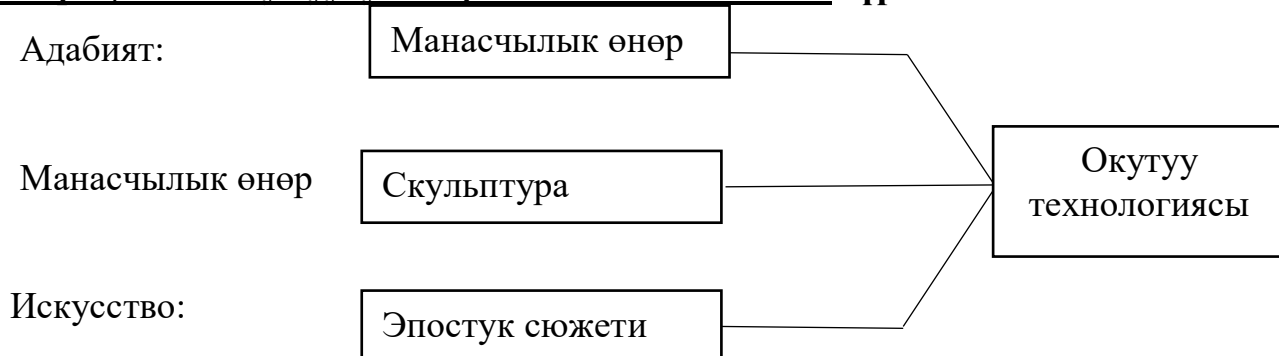 Адабият:
Манасчылык өнөр
Манасчылык өнөр
Скульптура
Окутуу
технологиясы
Искусство:
Эпостук сюжети